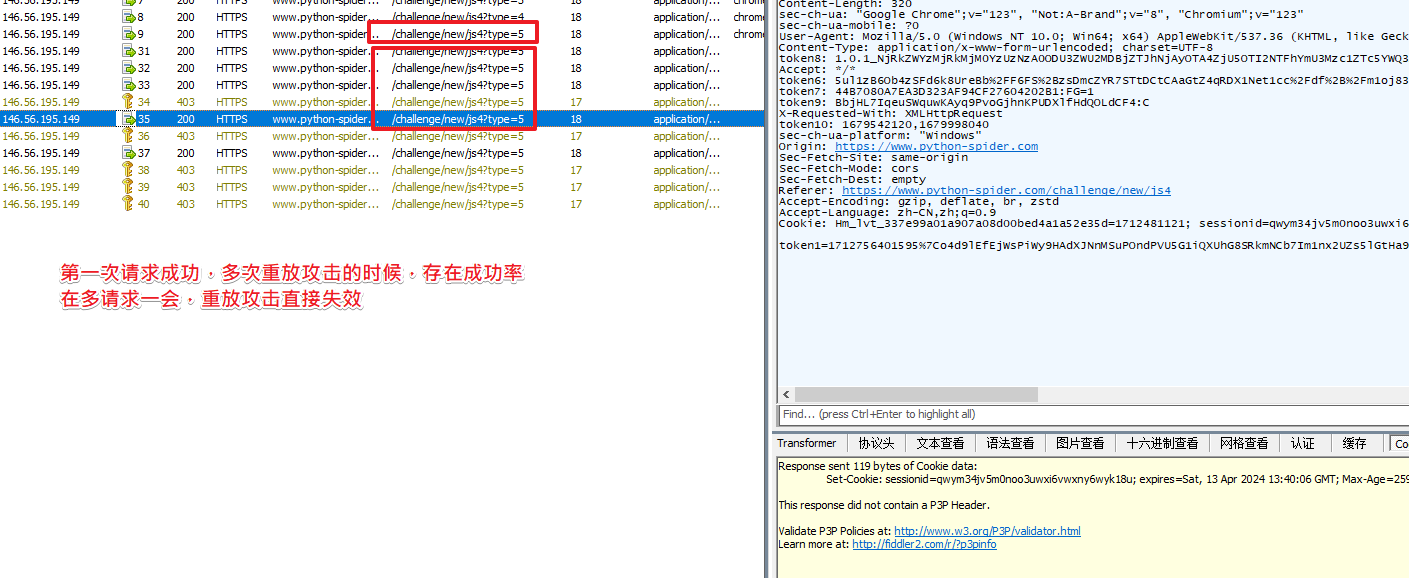 146.56.195.149 7 200 HTTPS www.python-spider... /challenge/new/js4?type=3 18 application/... chrome
146.56.195.149 8 200 HTTPS www.python-spider... /challenge/new/js4?type=4 18 application/... chrome
146.56.195.149 9 200 HTTPS www.python-spider... /challenge/new/js4?type=5 18 application/... chrome
146.56.195.149 31 200 HTTPS www.python-spider... /challenge/new/js4?type=5 18 application/...
146.56.195.149 32 200 HTTPS www.python-spider... /challenge/new/js4?type=5 18 application/...
146.56.195.149 33 200 HTTPS www.python-spider... /challenge/new/js4?type=5 18 application/...
146.56.195.149 34 403 HTTPS www.python-spider... /challenge/new/js4?type=5 17 application/...
146.56.195.149 35 200 HTTPS www.python-spider... /challenge/new/js4?type=5 18 application/...
146.56.195.149 36 403 HTTPS www.python-spider... /challenge/new/js4?type=5 17 application/...
146.56.195.149 37 200 HTTPS www.python-spider... /challenge/new/js4?type=5 18 application/...
146.56.195.149 38 403 HTTPS www.python-spider... /challenge/new/js4?type=5 17 application/...
146.56.195.149 39 403 HTTPS www.python-spider... /challenge/new/js4?type=5 17 application/...
146.56.195.149 40 403 HTTPS www.python-spider... /challenge/new/js4?type=5 17 application/...
第一次请求成功，多次重放攻击的时候，存在成功率
在多请求一会，重放攻击直接失效
Content-Length: 320
sec-ch-ua: "Google Chrome";v="123", "Not:A-Brand";v="8", "Chromium";v="123"
sec-ch-ua-mobile: ?0
User-Agent: Mozilla/5.0 (Windows NT 10.0; Win64; x64) AppleWebKit/537.36 (KHTML, like Geck
Content-Type: application/x-www-form-urlencoded; charset=UTF-8
token8: 1.0.1_NjRkZWYzMjRkMjM0YzUzNzA0ODU3ZWU2MDBjZTJhNjAyOTA4ZjU5OTI2NTFhYmU3Mzc1ZTc5YWQ3
Accept: */*
token6: 5ul1zB6Ob4zSFd6k8UreBb%2FF6FS%2BzsDmcZYR7STtDCtCAaGtZ4qRDX1Net1cc%2Fdf%2B%2Fm1oj83
token7: 44B7080A7EA3D323AF94CF27604202B1:FG=1
token9: BbjHL7IqeuSWquwKAyq9PvoGjhnKPUDXlfHdQOLdCF4:C
X-Requested-With: XMLHttpRequest
token10: 1679542120,1679998040
sec-ch-ua-platform: "Windows"
Origin: https://www.python-spider.com
Sec-Fetch-Site: same-origin
Sec-Fetch-Mode: cors
Sec-Fetch-Dest: empty
Referer: https://www.python-spider.com/challenge/new/js4
Accept-Encoding: gzip, deflate, br, zstd
Accept-Language: zh-CN,zh;q=0.9
Cookie: Hm_lvt_337e99a01a907a08d00bed4a1a52e35d=1712481121; sessionid=qwym34jv5m0noo3uwxi6
token1=1712756401595%7Co4d9lEfEjWsPiWy9HAdXJNnMSuPOndPVU5G1iQXUhG8SRkmNCb7Im1nx2UZs5lGtHa9
Find... (press Ctrl+Enter to highlight all)
Transformer 协议头 文本查看 语法查看 图片查看 十六进制查看 网格查看 认证 缓存 Co
Response sent 119 bytes of Cookie data:
Set-Cookie: sessionid=qwym34jv5m0noo3uwxi6vwxny6wyk18u; expires=Sat, 13 Apr 2024 13:40:06 GMT; Max-Age=259
This response did not contain a P3P Header.
Validate P3P Policies at: http://www.w3.org/P3P/validator.html
Learn more at: http://fiddler2.com/r/?p3pinfo